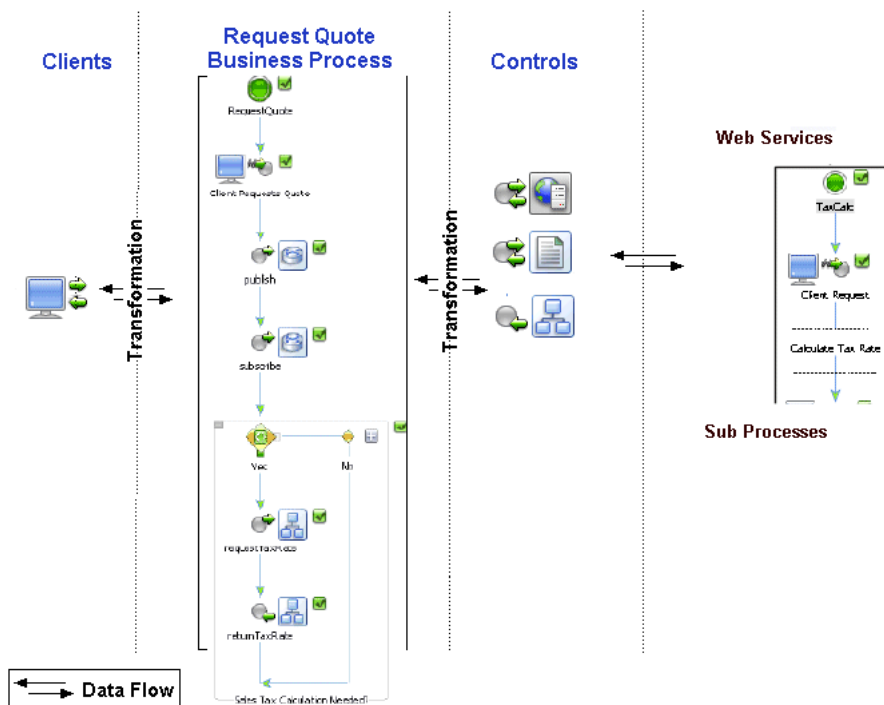 Clients
Request Quote
Business Process
Controls
RequestQuote
Client Requests Quote
publish
subscribe
Yes
No
requestTaxRate
returnTaxRate
Sales Tax Calculation Needed?
Transformation
Transformation
Web Services
TaxCalc
Client Request
Calculate Tax Rate
Sub Processes
Data Flow